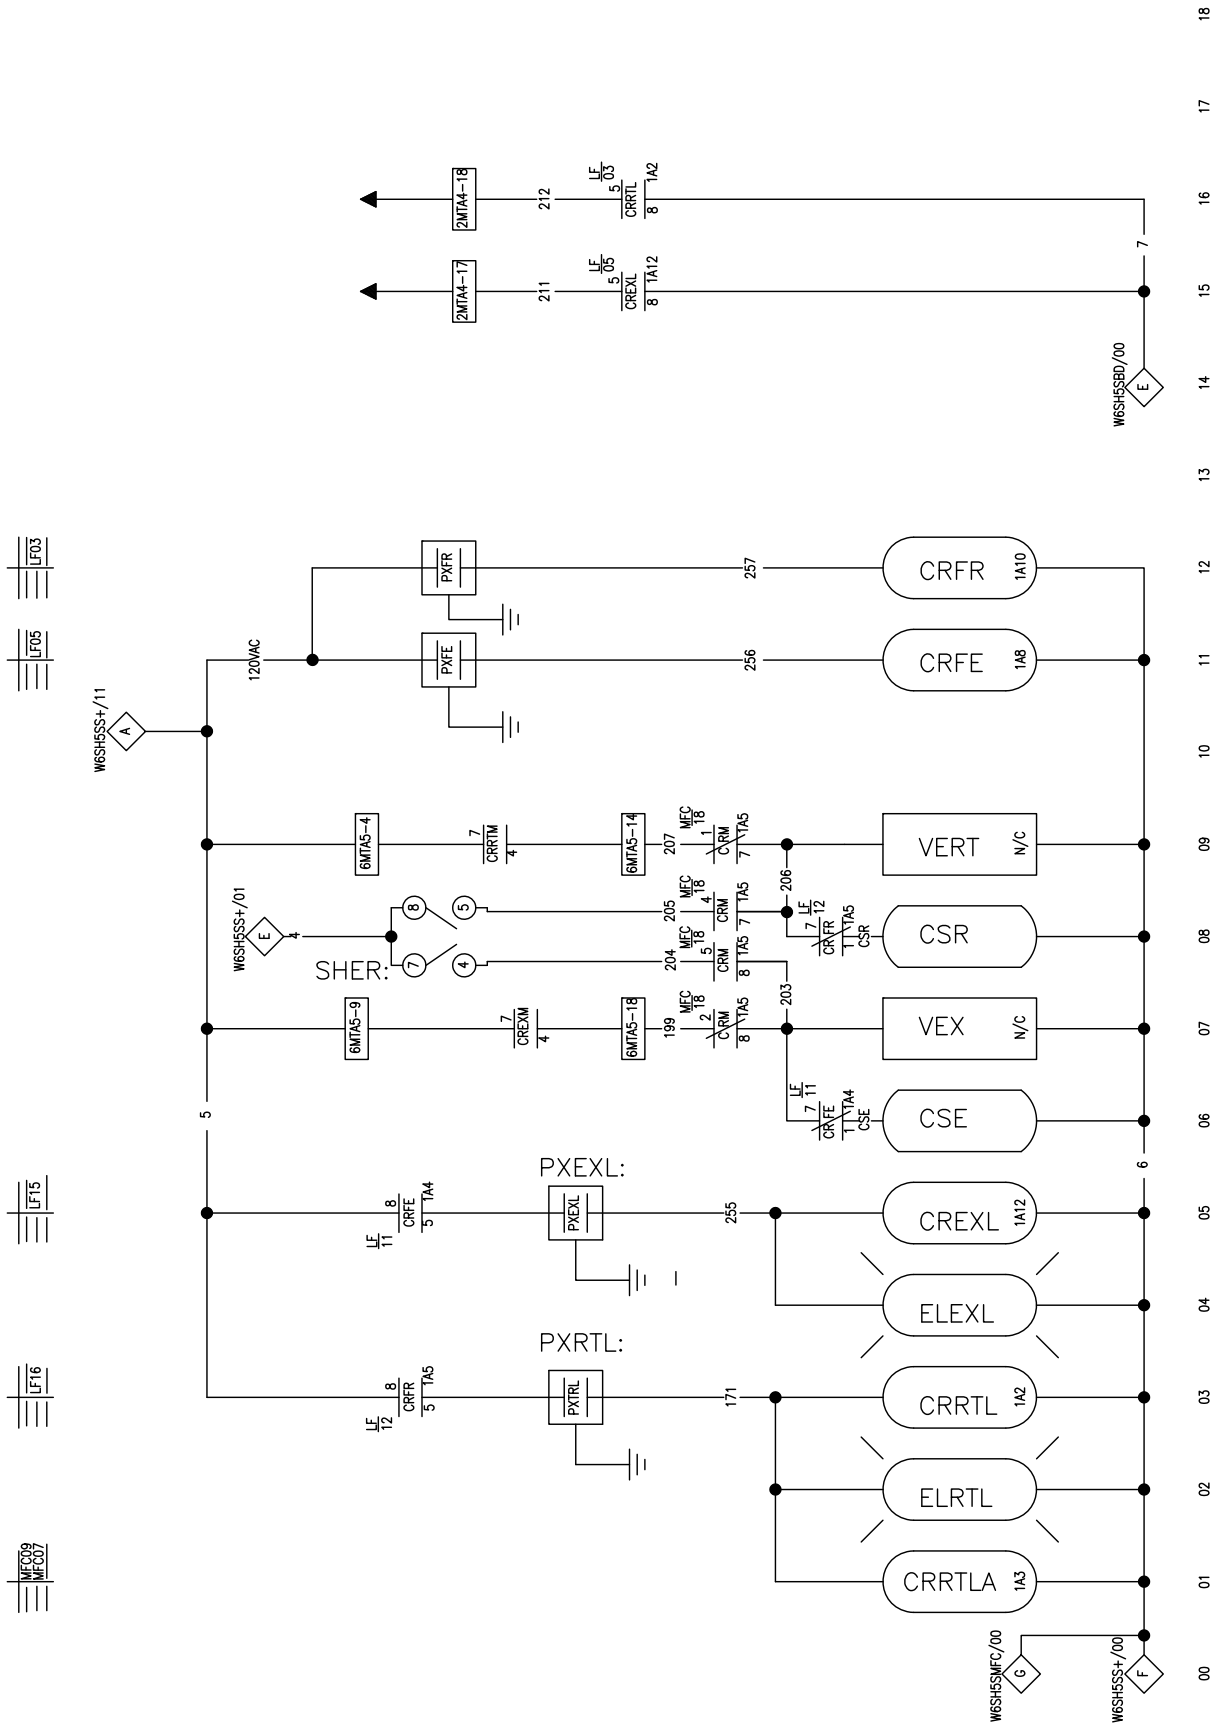 MFC09
MFC07
LF16
LF15
LF05
LF03
W6SH5SS+/11
A
W6SH5SS+/01
E
4
120VAC
5
SHER:
7
8
4
5
6MTA5-9
6MTA5-4
PXFE
PXFR
2MTA4-17
2MTA4-18
211
212
LF
12
8
CRFR
5
1A5
LF
11
8
CRFE
5
1A4
7
CREXM
4
7
CRRTM
4
PXRTL:
PXTRL
PXEXL:
PXEXL
6MTA5-18
6MTA5-14
LF
05
5
CREXL
8
1A12
LF
03
5
CRRTL
8
1A2
199
204
205
207
MFC
18
2
CRM
8
1A5
MFC
18
5
CRM
8
1A5
MFC
18
4
CRM
7
1A5
MFC
18
1
CRM
7
1A5
171
255
256
257
203
206
LF
11
7
CRFE
1
1A4
CSE
LF
12
7
CRFR
1
1A5
CSR
CRRTLA
1A3
ELRTL
CRRTL
1A2
ELEXL
CREXL
1A12
CSE
VEX
N/C
CSR
VERT
N/C
CRFE
1A8
CRFR
1A10
W6SH5SMFC/00
G
W6SH5SS+/00
F
6
W6SH5SBD/00
E
7
00
01
02
03
04
05
06
07
08
09
10
11
12
13
14
15
16
17
18